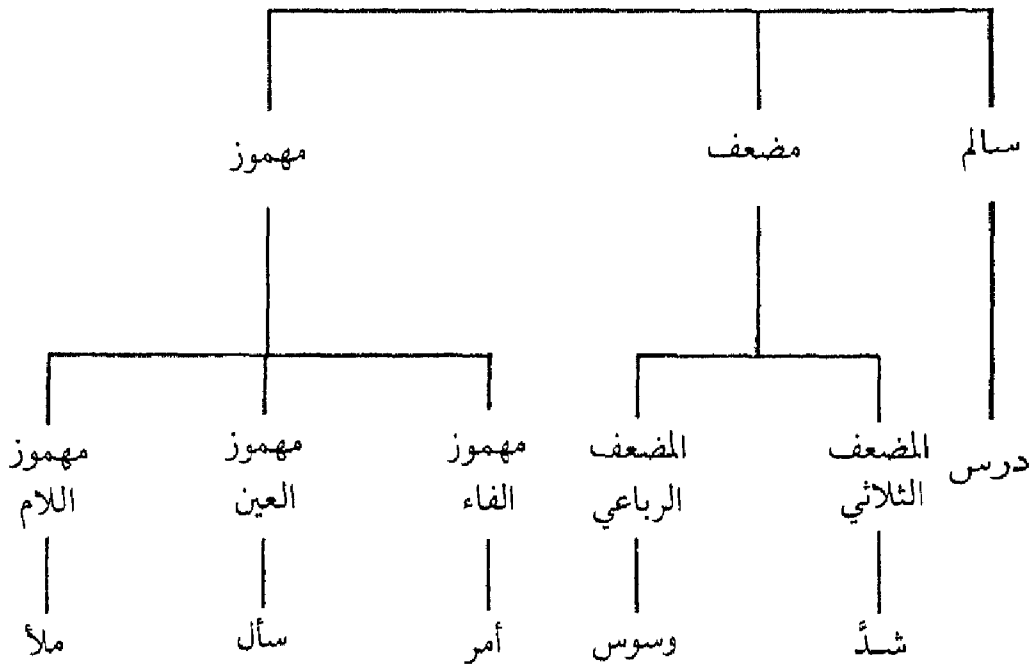 سالم مضعف مهموز
درس المضعف المضعف مهموز مهموز مهموز
الثلاثي الرباعي الفاء العين اللام
شدَّ وسوس أمر سأل ملأ